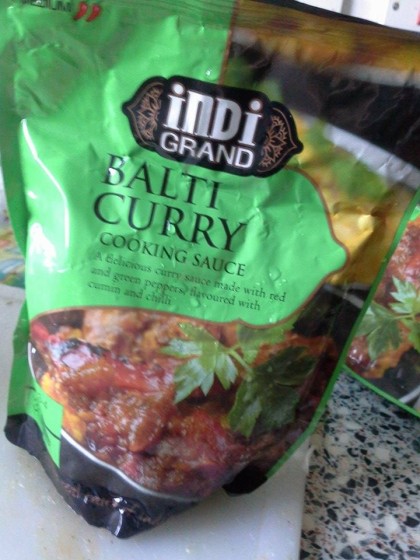 MEDIUM
indi
GRAND
BALTI
CURRY
COOKING SAUCE
A delicious curry sauce made with red
and green peppers, flavoured with
cumin and chilli